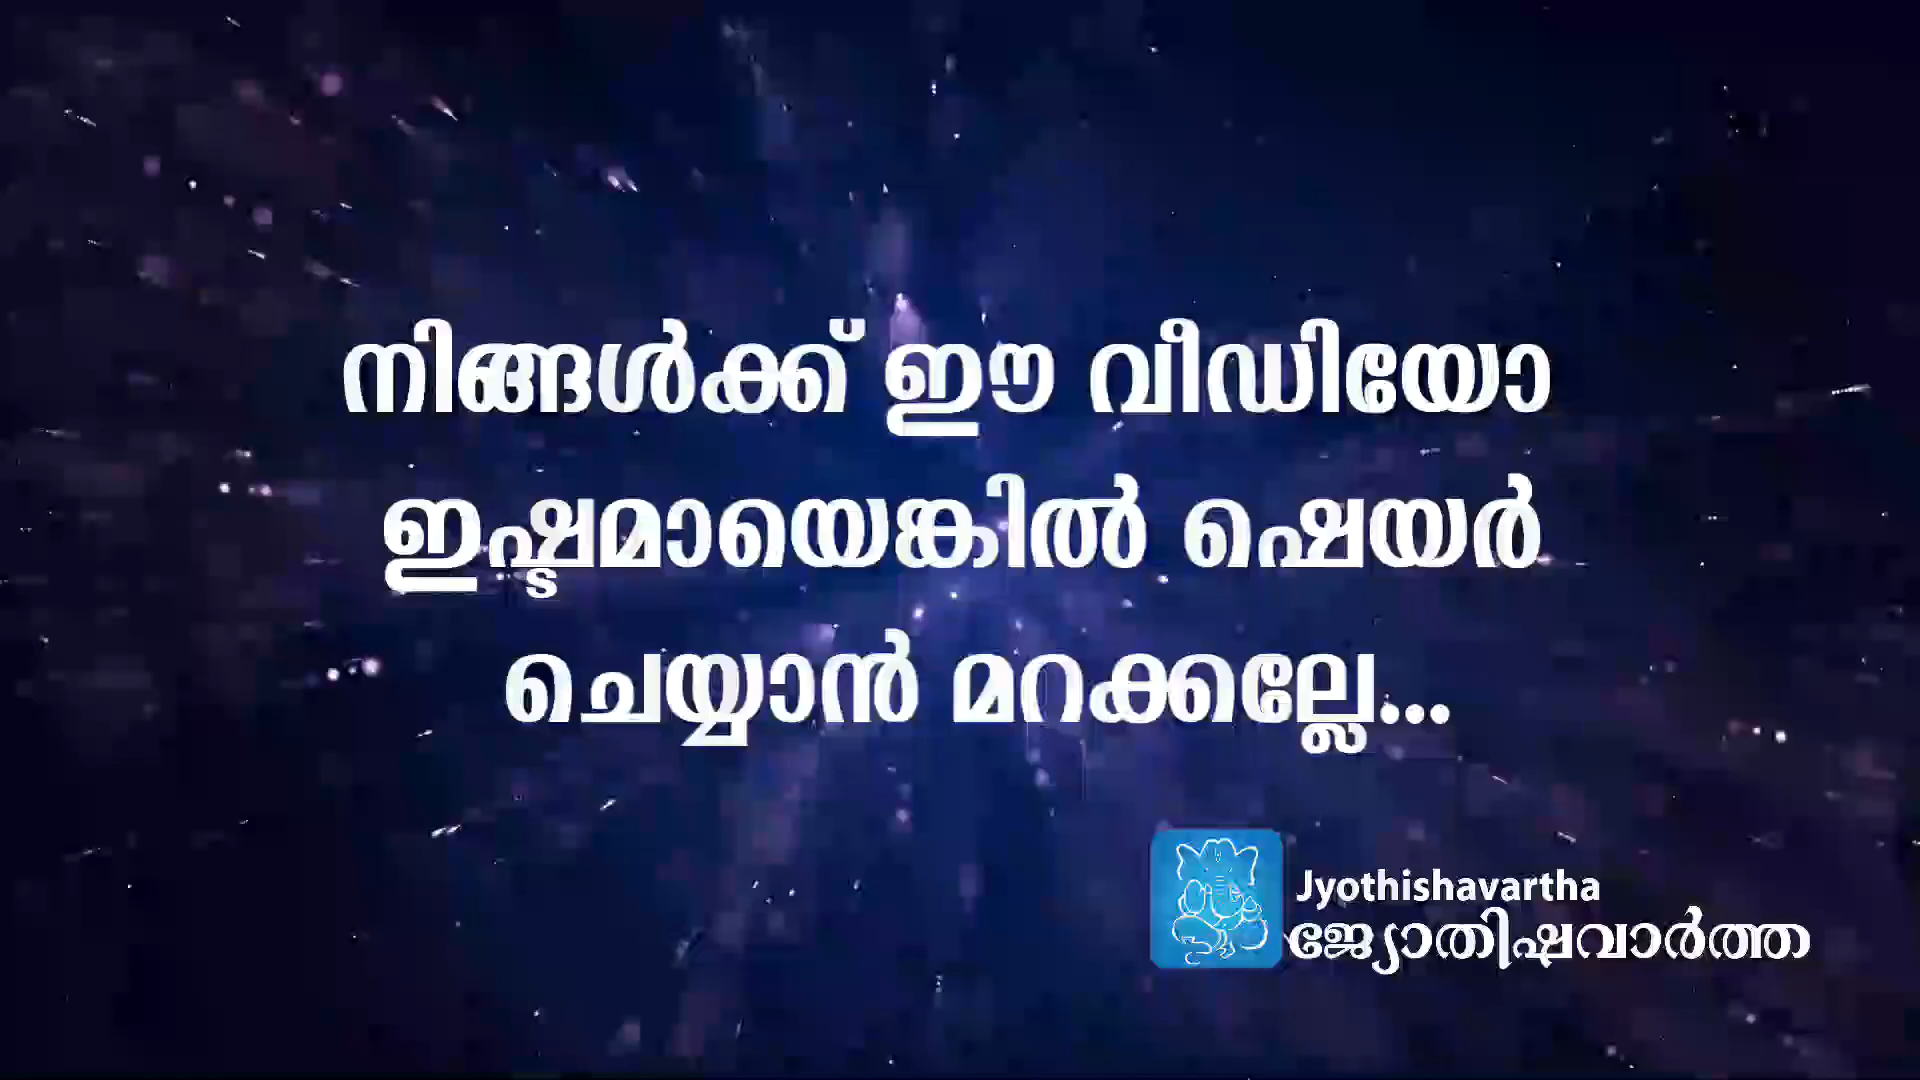 നിങ്ങൾക്ക് ഈ വീഡിയോ
ഇഷ്ടമായെങ്കിൽ ഷെയർ
ചെയ്യാൻ മറക്കല്ലേ...
Jyothishavartha
ജ്യോതിഷവാർത്ത